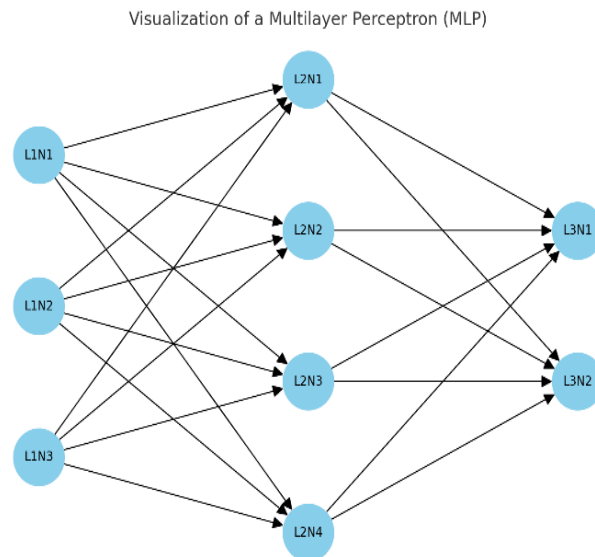 Visualization of a Multilayer Perceptron (MLP)
L2N1
L1N1
L2N2
L3N1
L1N2
L2N3
L3N2
L1N3
L2N4